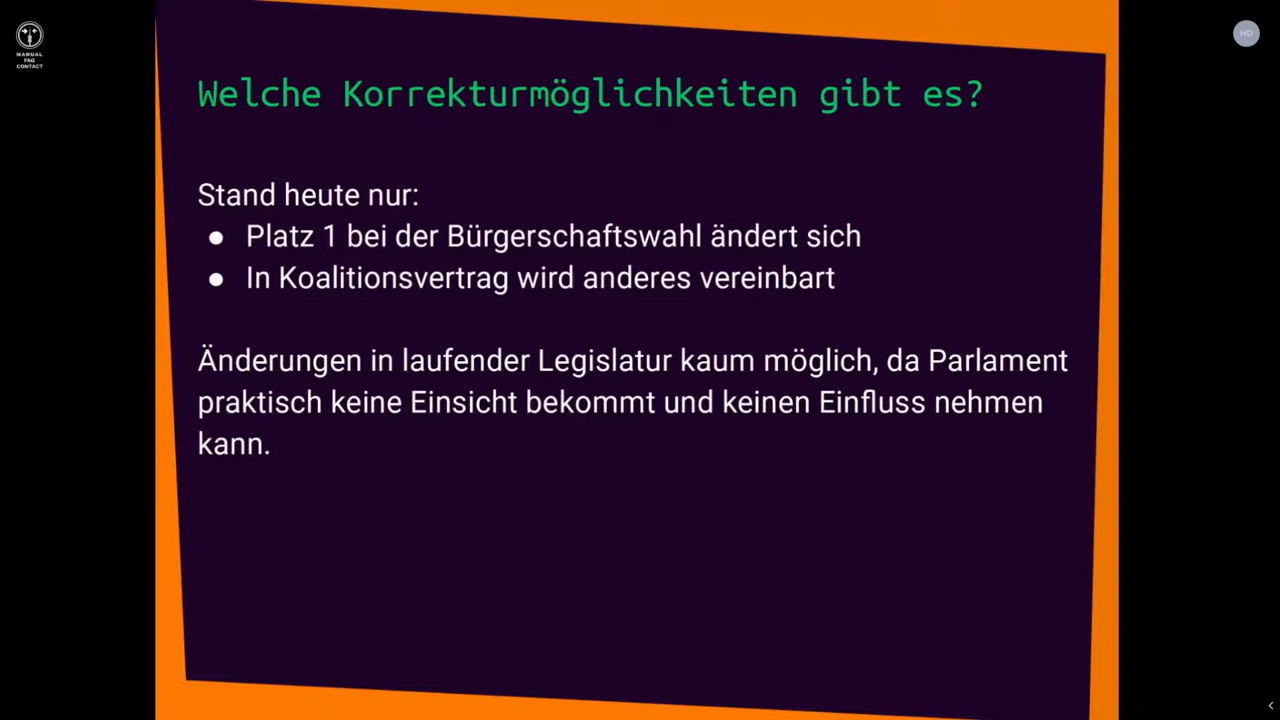 MANUAL
FAQ
CONTACT
HD
Welche Korrekturmöglichkeiten gibt es?
Stand heute nur:
● Platz 1 bei der Bürgerschaftswahl ändert sich
● In Koalitionsvertrag wird anderes vereinbart
Änderungen in laufender Legislatur kaum möglich, da Parlament
praktisch keine Einsicht bekommt und keinen Einfluss nehmen
kann.